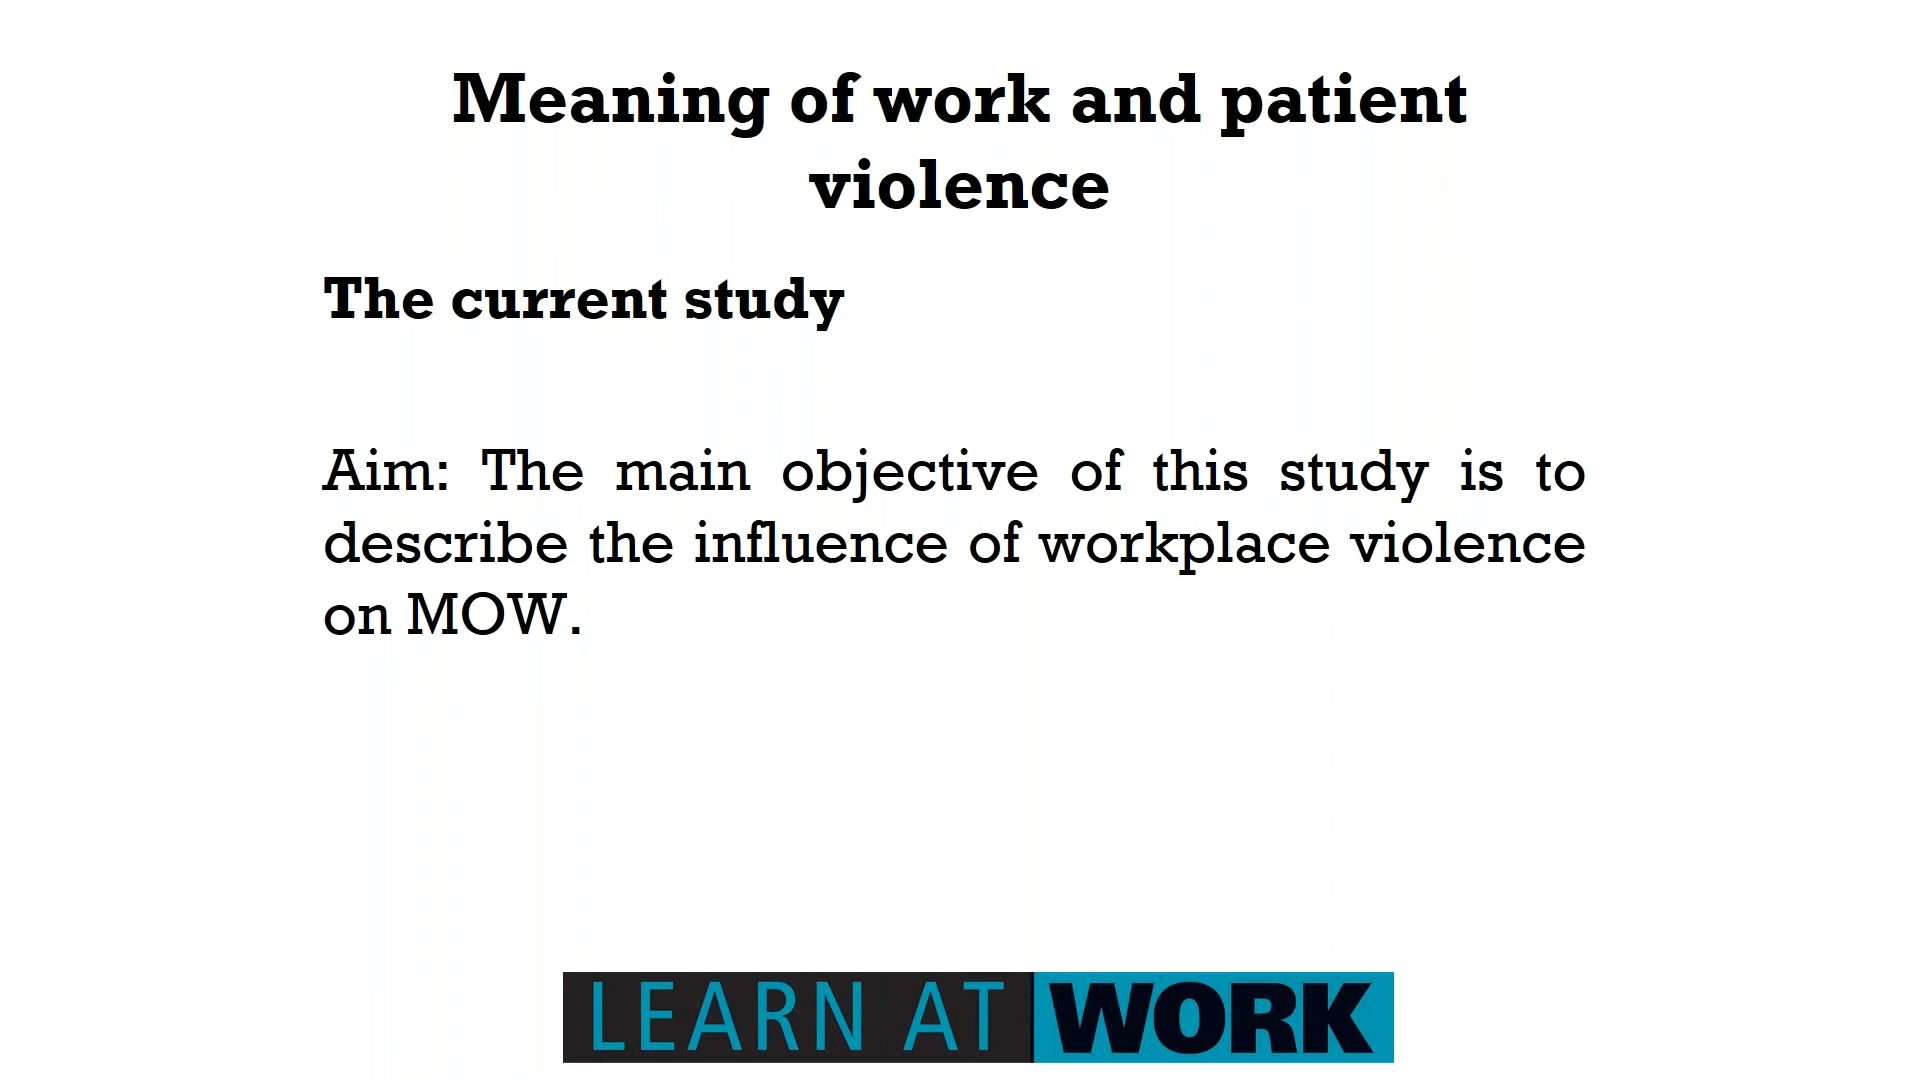 Meaning of work and patient
violence
The current study
Aim: The main objective of this study is to
describe the influence of workplace violence
on MOW.
LEARN AT WORK